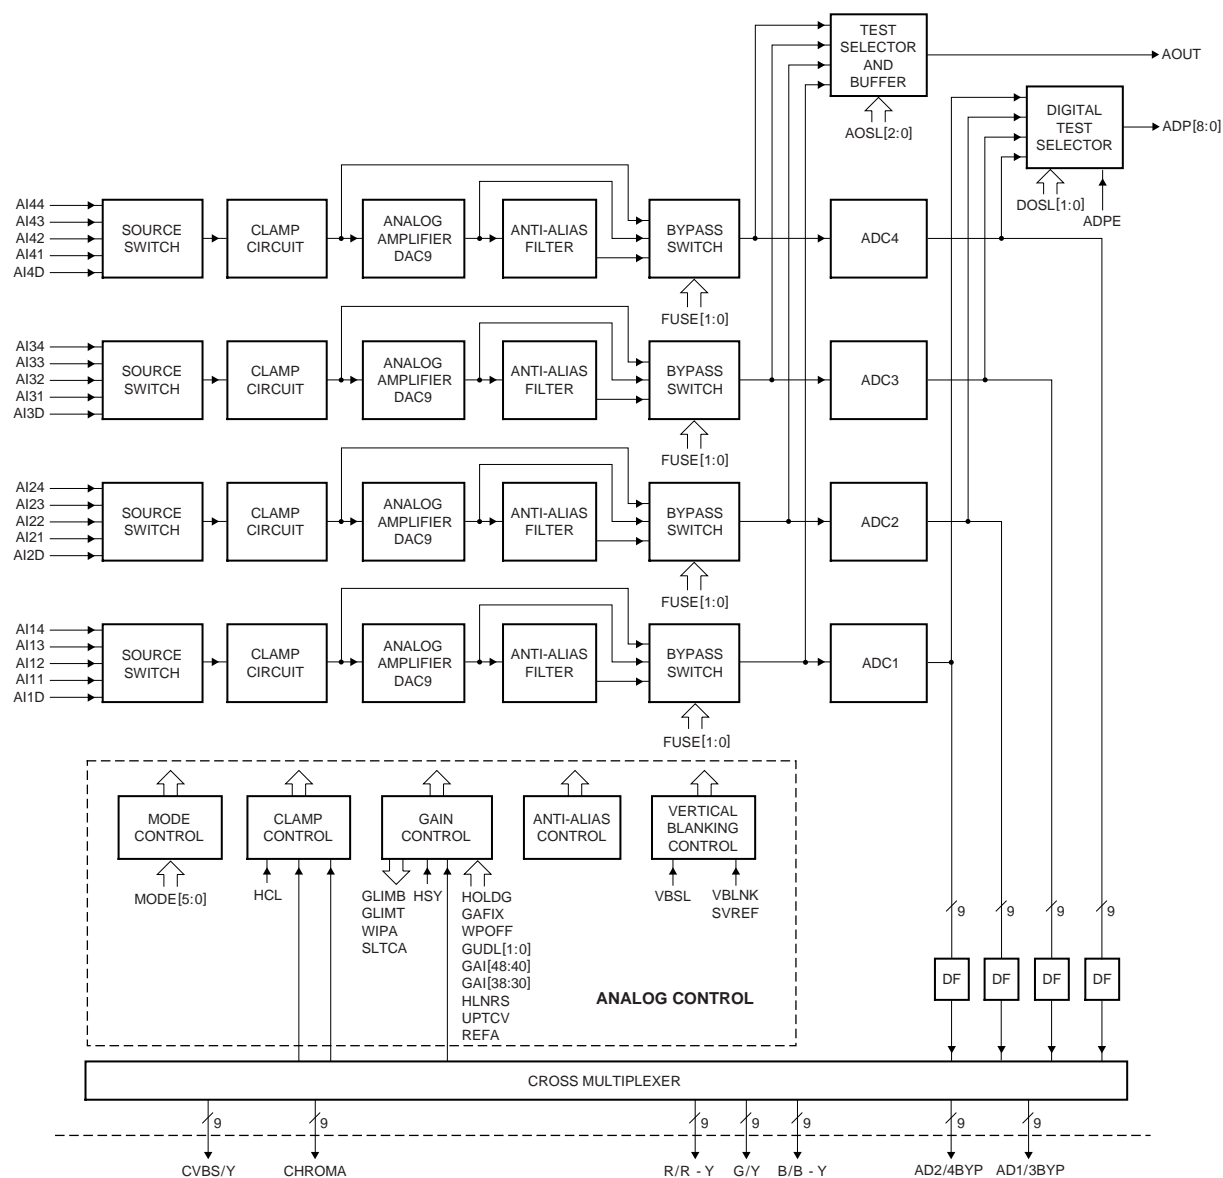 TEST
SELECTOR
AND
BUFFER
AOUT
AOSL[2:0]
DIGITAL
TEST
SELECTOR
ADP[8:0]
DOSL[1:0]
ADPE
AI44
AI43
AI42
AI41
AI4D
SOURCE
SWITCH
CLAMP
CIRCUIT
ANALOG
AMPLIFIER
DAC9
ANTI-ALIAS
FILTER
BYPASS
SWITCH
ADC4
FUSE[1:0]
AI34
AI33
AI32
AI31
AI3D
SOURCE
SWITCH
CLAMP
CIRCUIT
ANALOG
AMPLIFIER
DAC9
ANTI-ALIAS
FILTER
BYPASS
SWITCH
ADC3
FUSE[1:0]
AI24
AI23
AI22
AI21
AI2D
SOURCE
SWITCH
CLAMP
CIRCUIT
ANALOG
AMPLIFIER
DAC9
ANTI-ALIAS
FILTER
BYPASS
SWITCH
ADC2
FUSE[1:0]
AI14
AI13
AI12
AI11
AI1D
SOURCE
SWITCH
CLAMP
CIRCUIT
ANALOG
AMPLIFIER
DAC9
ANTI-ALIAS
FILTER
BYPASS
SWITCH
ADC1
FUSE[1:0]
MODE
CONTROL
CLAMP
CONTROL
GAIN
CONTROL
ANTI-ALIAS
CONTROL
VERTICAL
BLANKING
CONTROL
MODE[5:0]
HCL
GLIMB
GLIMT
WIPA
SLTCA
HSY
HOLDG
GAFIX
WPOFF
GUDL[1:0]
GAI[48:40]
GAI[38:30]
HLNRS
UPTCV
REFA
VBSL
VBLNK
SVREF
ANALOG CONTROL
9
9
9
9
DF
DF
DF
DF
CROSS MULTIPLEXER
9
9
9
9
9
9
9
CVBS/Y
CHROMA
R/R - Y
G/Y
B/B - Y
AD2/4BYP
AD1/3BYP